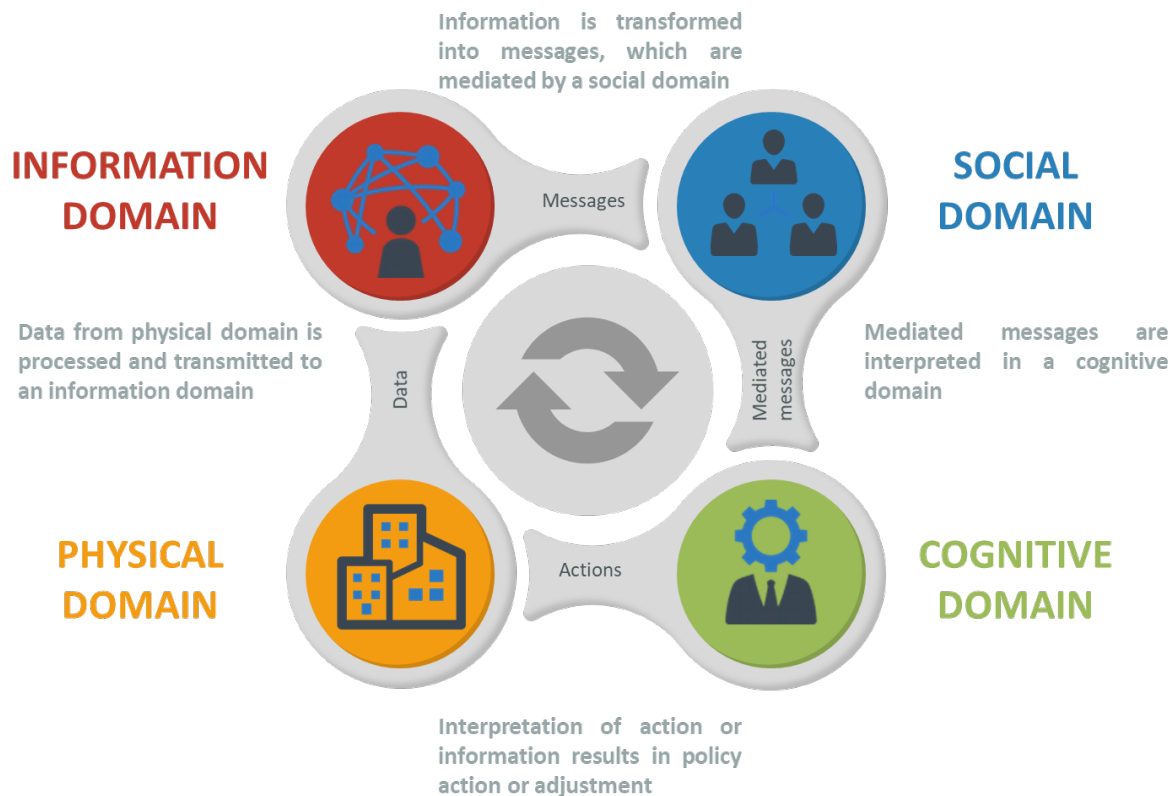 Information is transformed
into messages, which are
mediated by a social domain
INFORMATION
DOMAIN
Messages
SOCIAL
DOMAIN
Data from physical domain is
processed and transmitted to
an information domain
Data
Mediated
messages
Mediated messages are
interpreted in a cognitive
domain
PHYSICAL
DOMAIN
Actions
COGNITIVE
DOMAIN
Interpretation of action or
information results in policy
action or adjustment